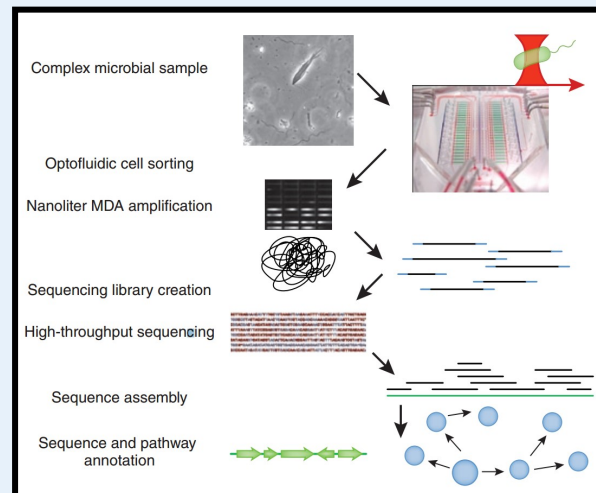 Complex microbial sample
Optofluidic cell sorting
Nanoliter MDA amplification
Sequencing library creation
High-throughput sequencing
Sequence assembly
Sequence and pathway
annotation